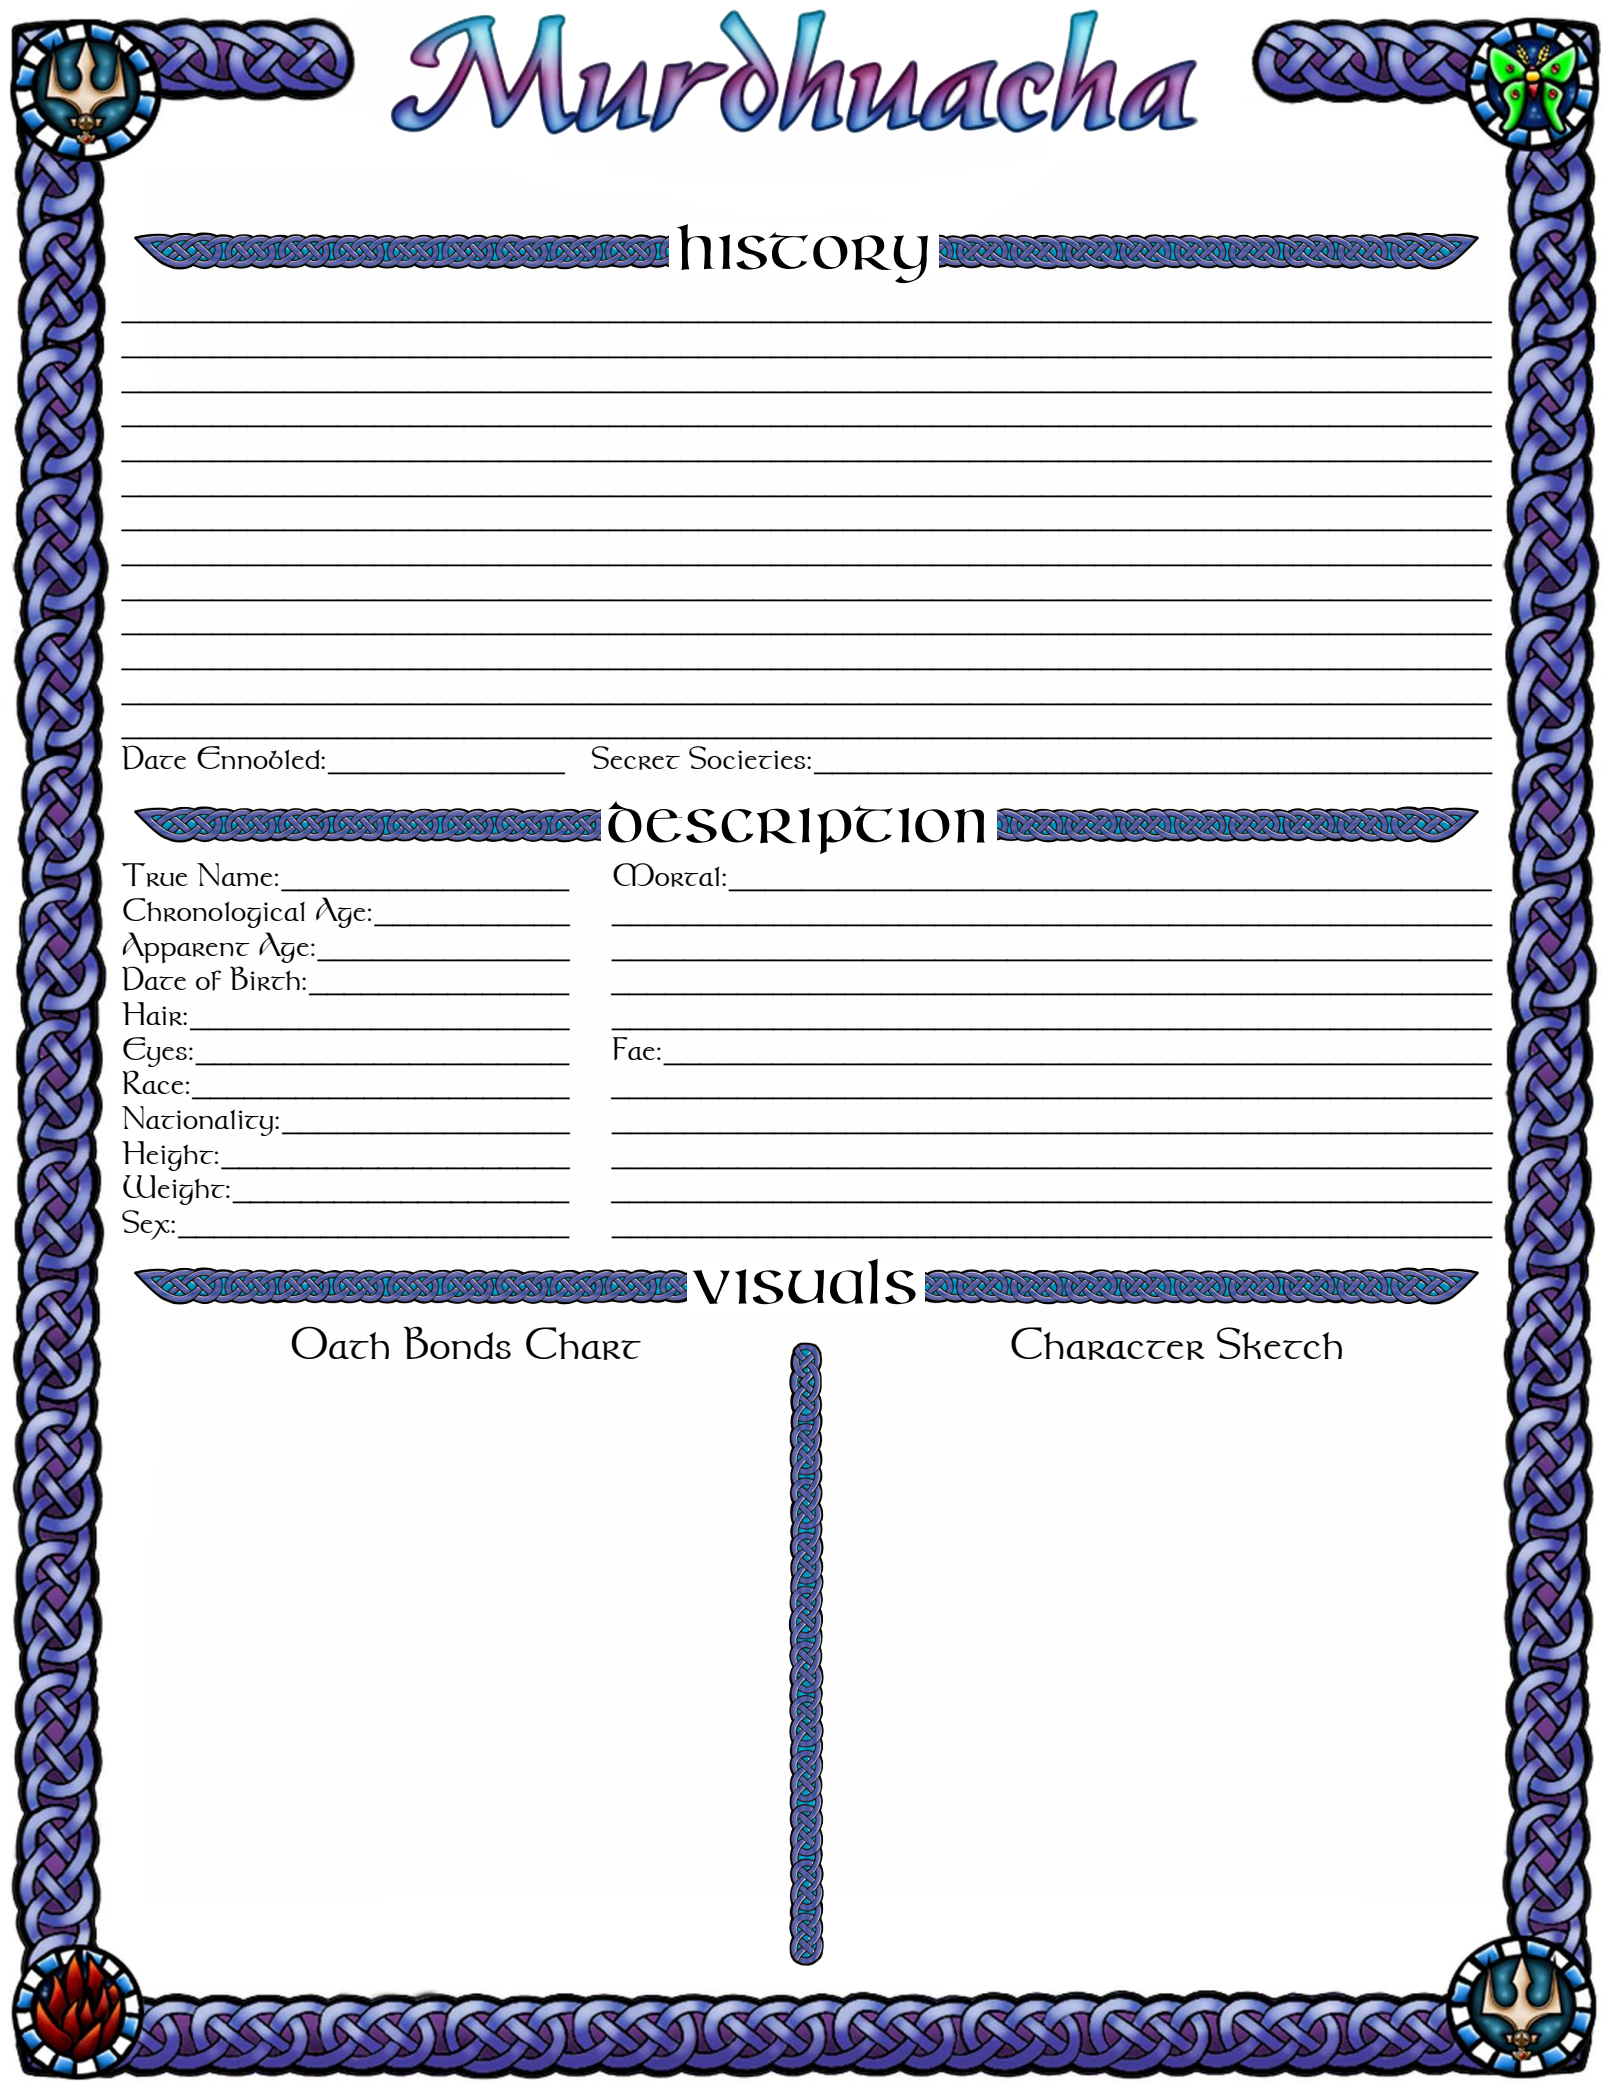 Murdhuacha
History
Date Ennobled: Secret Societies:
Description
True Name: Mortal:
Chronological Age:
Apparent Age:
Date of Birth:
Hair:
Eyes: Fae:
Race:
Nationality:
Height:
Weight:
Sex:
Visuals
Oath Bonds Chart Character Sketch